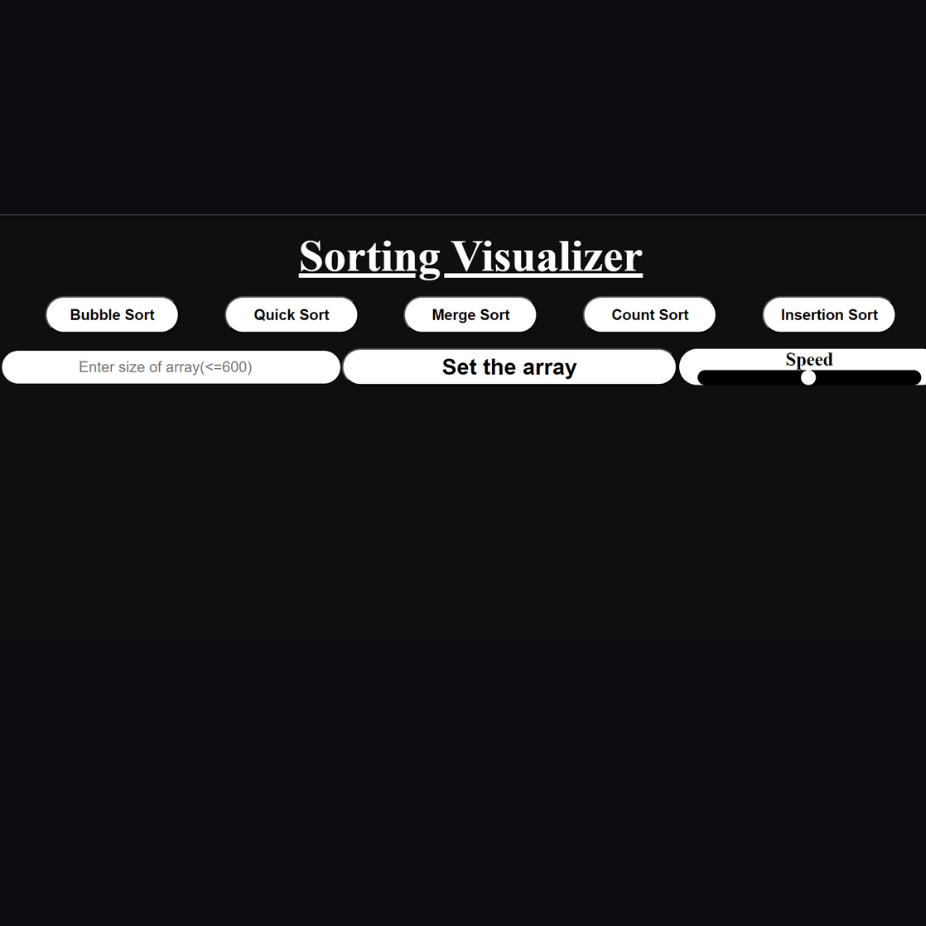 Sorting Visualizer
Bubble Sort Quick Sort Merge Sort Count Sort Insertion Sort
Enter size of array(<=600) Set the array Speed